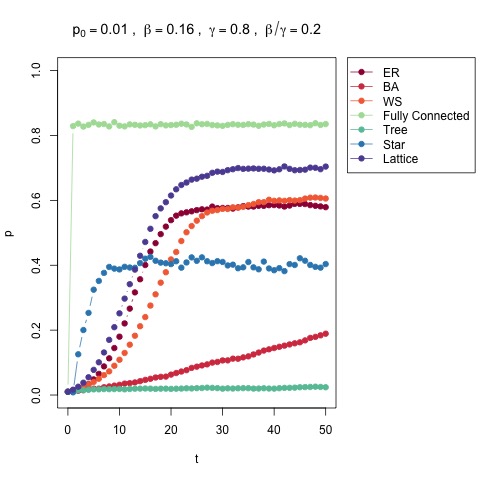 p₀ = 0.01 , β = 0.16 , γ = 0.8 , β/γ = 0.2
ER
BA
WS
Fully Connected
Tree
Star
Lattice
1.0
0.8
0.6
0.4
0.2
0.0
p
0 10 20 30 40 50
t